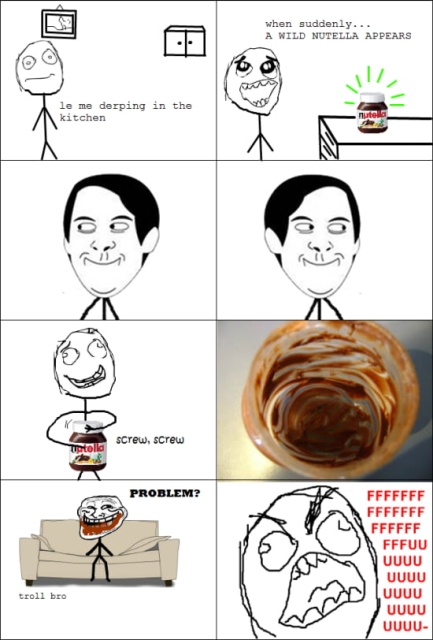 le me derping in the
kitchen
when suddenly...
A WILD NUTELLA APPEARS
nutella
screw, screw
nutella
PROBLEM?
troll bro
FFFFFFF
FFFFFFF
FFFFFF
FFFUU
UUUU
UUUU
UUUU
UUUU
UUUU-